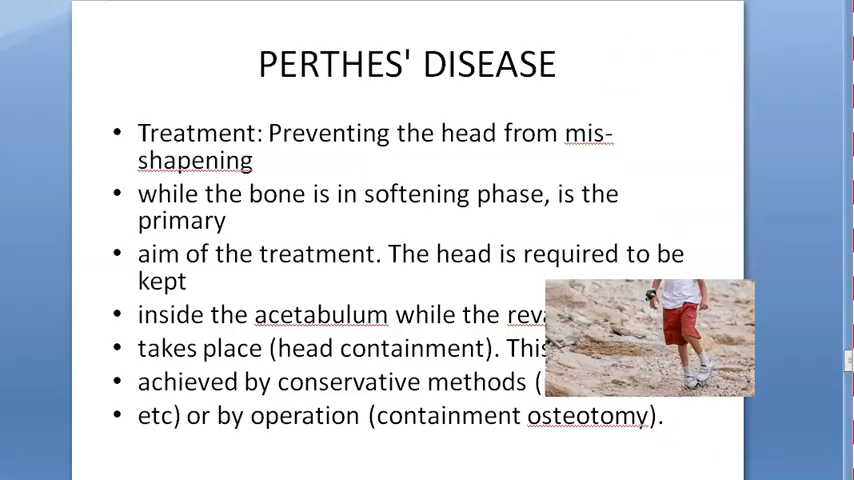 PERTHES' DISEASE
• Treatment: Preventing the head from mis-
shapening
• while the bone is in softening phase, is the
primary
• aim of the treatment. The head is required to be
kept
• inside the acetabulum while the
• takes place (head containment). This
• achieved by conservative methods (
• etc) or by operation (containment osteotomy).